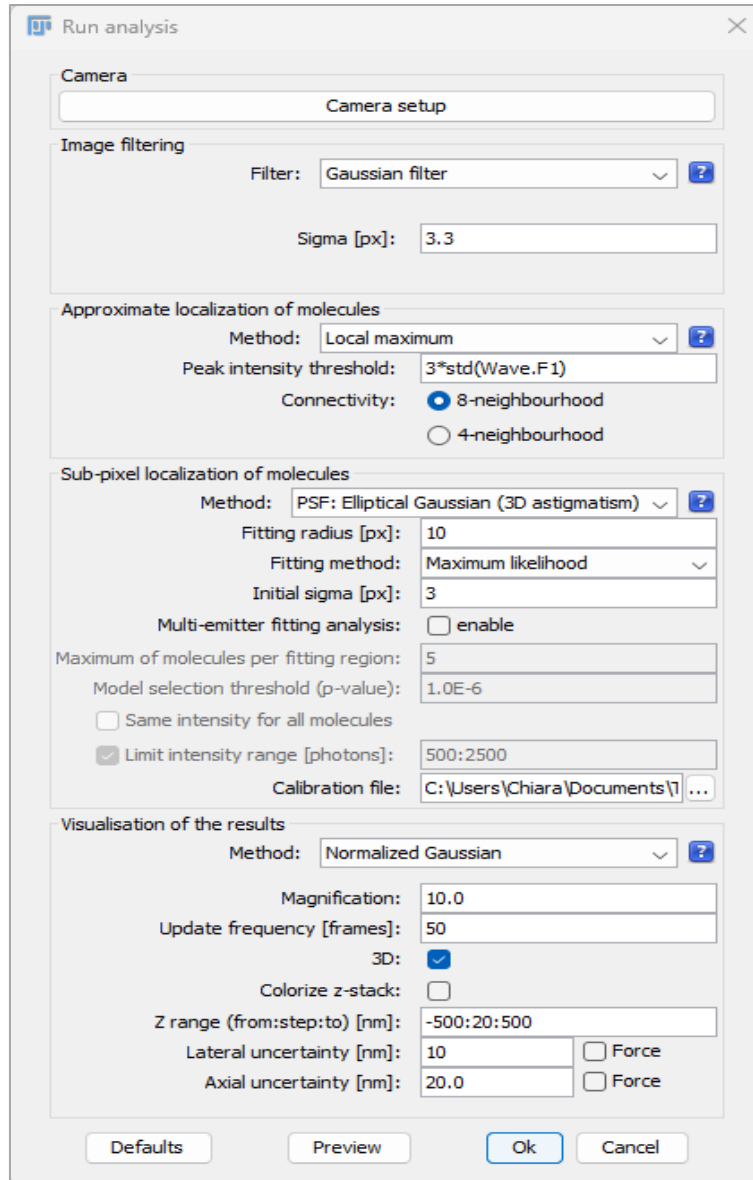 Run analysis
Camera
Camera setup
Image filtering
Filter: Gaussian filter
Sigma [px]: 3.3
Approximate localization of molecules
Method: Local maximum
Peak intensity threshold: 3*std(Wave.F1)
Connectivity: 8-neighbourhood
4-neighbourhood
Sub-pixel localization of molecules
Method: PSF: Elliptical Gaussian (3D astigmatism)
Fitting radius [px]: 10
Fitting method: Maximum likelihood
Initial sigma [px]: 3
Multi-emitter fitting analysis: enable
Maximum of molecules per fitting region: 5
Model selection threshold (p-value): 1.0E-6
Same intensity for all molecules
Limit intensity range [photons]: 500:2500
Calibration file: C:\Users\Chiara\Documents\T ...
Visualisation of the results
Method: Normalized Gaussian
Magnification: 10.0
Update frequency [frames]: 50
3D:
Colorize z-stack:
Z range (from:step:to) [nm]: -500:20:500
Lateral uncertainty [nm]: 10 Force
Axial uncertainty [nm]: 20.0 Force
Defaults Preview Ok Cancel